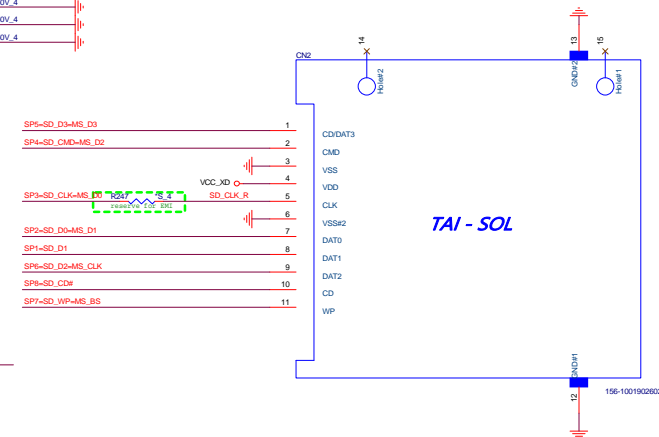 0V_4
0V_4
0V_4
CN2
14
13
15
Hole#2
GND#2
Hole#1
SP5=SD_D3=MS_D3
1
CD/DAT3
SP4=SD_CMD=MS_D2
2
CMD
3
VSS
VCC_XD
4
VDD
SP3=SD_CLK=MS_D0
R247
*S_4
SD_CLK_R
5
CLK
reserve for EMI
6
VSS#2
SP2=SD_D0=MS_D1
7
DAT0
SP1=SD_D1
8
DAT1
SP6=SD_D2=MS_CLK
9
DAT2
SP8=SD_CD#
10
CD
SP7=SD_WP=MS_BS
11
WP
TAI - SOL
GND#1
12
156-1001902602